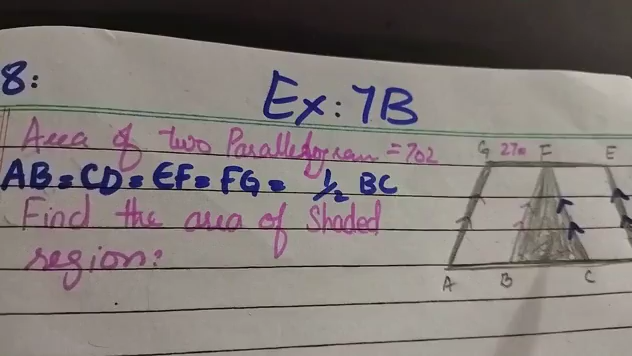 8:
Ex: 7B
Area of two Parallelogram = 702
AB = CD = EF = FG = 1/2 BC
Find the area of shaded
region:
G 27m F E
A B C